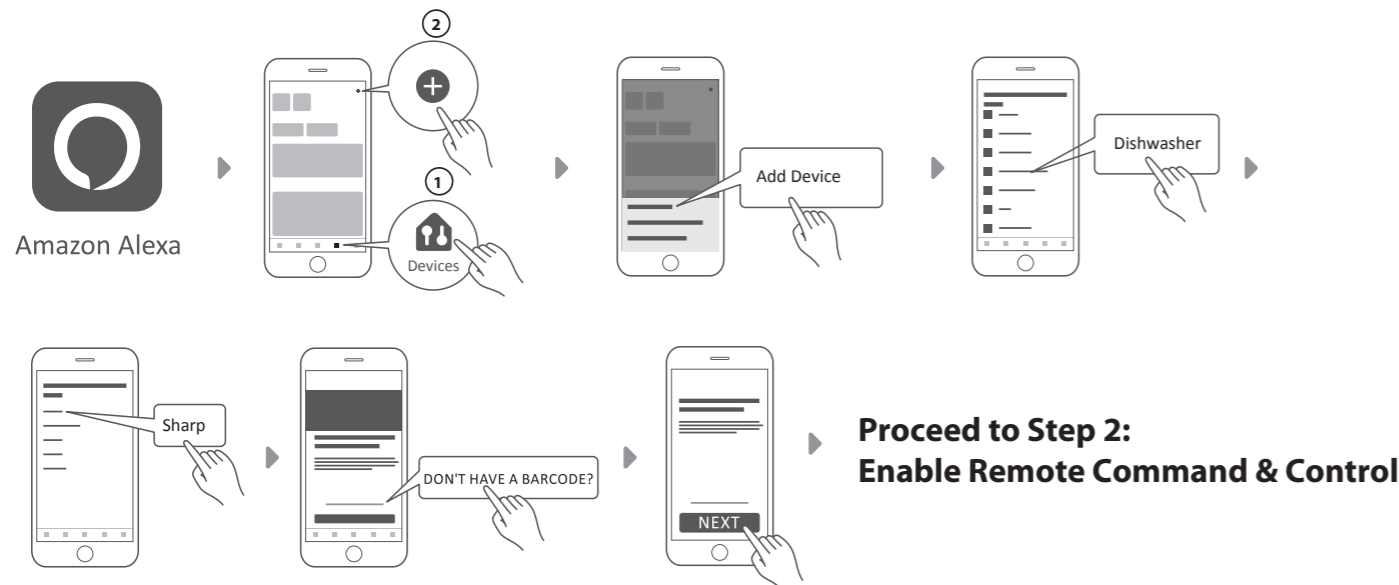 Amazon Alexa
2
1
Devices
Add Device
Dishwasher
Sharp
DON'T HAVE A BARCODE?
NEXT
Proceed to Step 2:
Enable Remote Command & Control